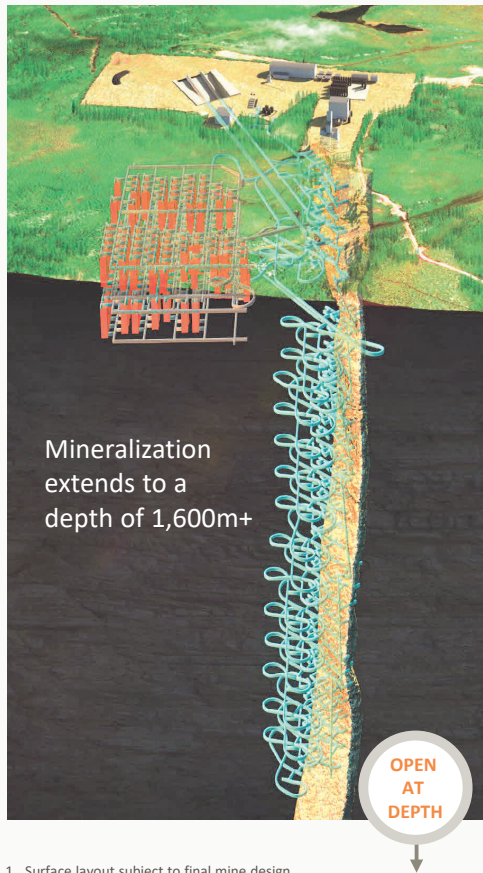 Mineralization
extends to a
depth of 1,600m+
OPEN
AT
DEPTH
1. Surface layout subject to final mine design